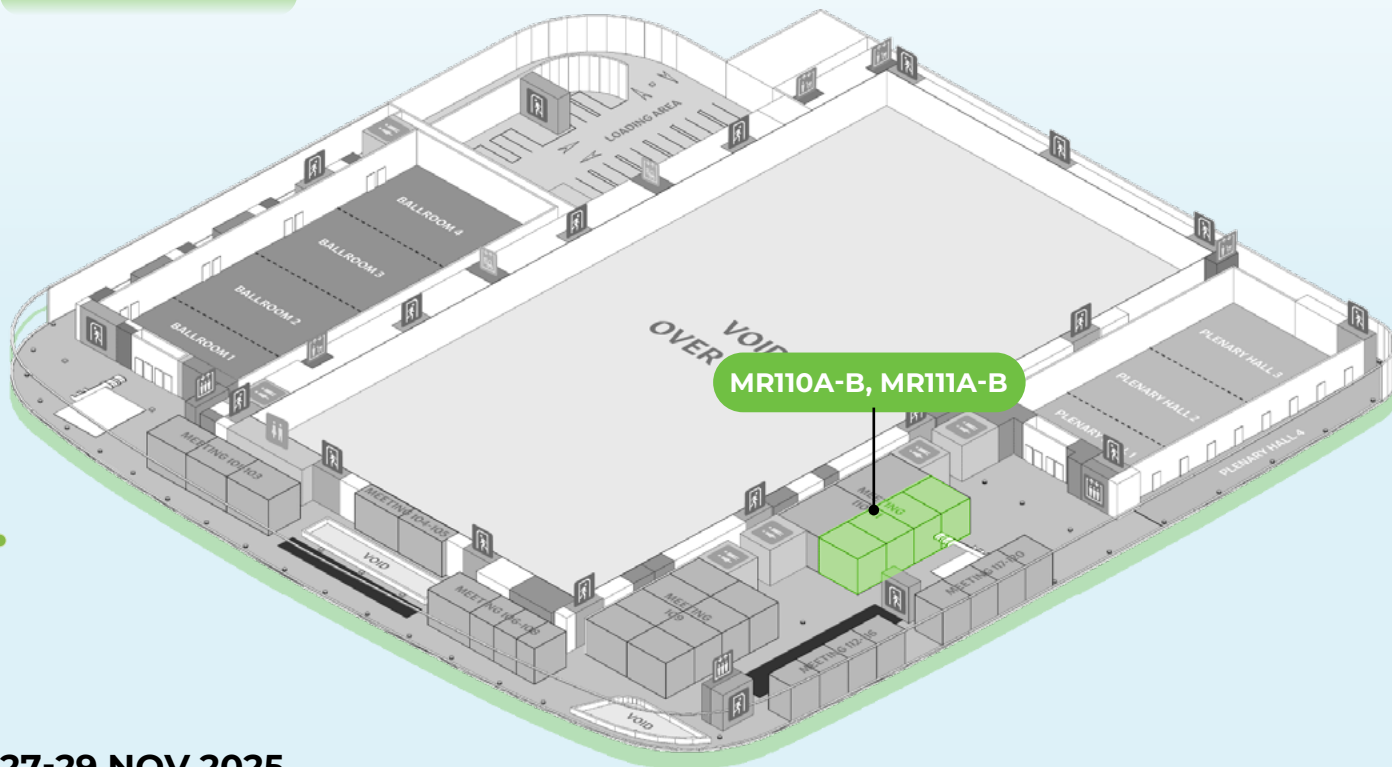 LOADING AREA
BALLROOM 4
BALLROOM 3
BALLROOM 2
BALLROOM 1
VOID
OVER
MR110A-B, MR111A-B
PLENARY HALL 3
PLENARY HALL 2
PLENARY HALL 4
MEETING 101-103
MEETING 104-105
VOID
MEETING 106-108
MEETING
109
MEETING
MEETING 117-120
MEETING 112-116
VOID
27-29 NOV 2025